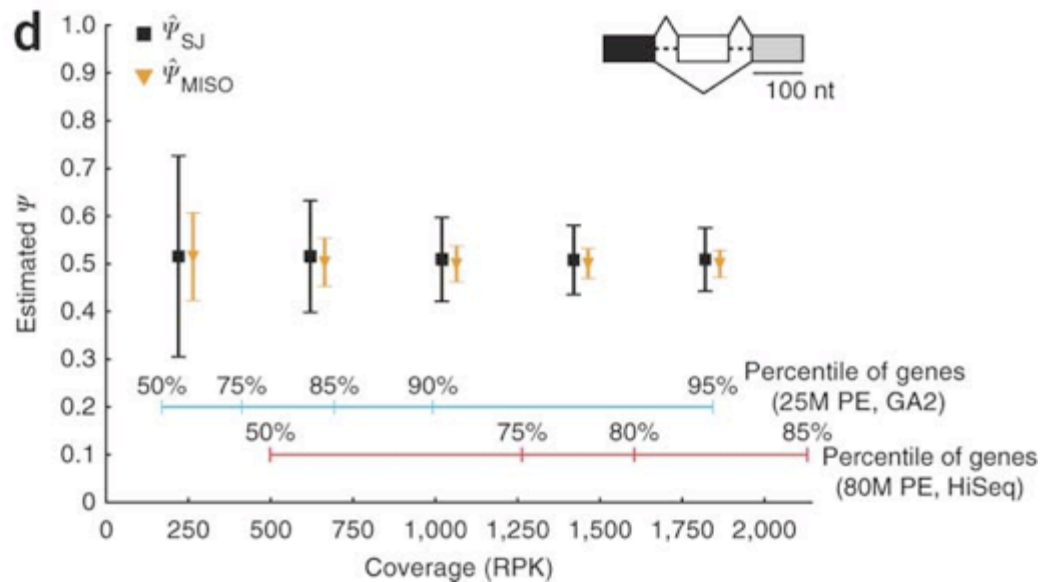 d
Ψ̂SJ
Ψ̂MISO
100 nt
Estimated Ψ
1.0
0.9
0.8
0.7
0.6
0.5
0.4
0.3
0.2
0.1
0
50% 75% 85% 90% 95%
Percentile of genes
(25M PE, GA2)
50% 75% 80% 85%
Percentile of genes
(80M PE, HiSeq)
0 250 500 750 1,000 1,250 1,500 1,750 2,000
Coverage (RPK)